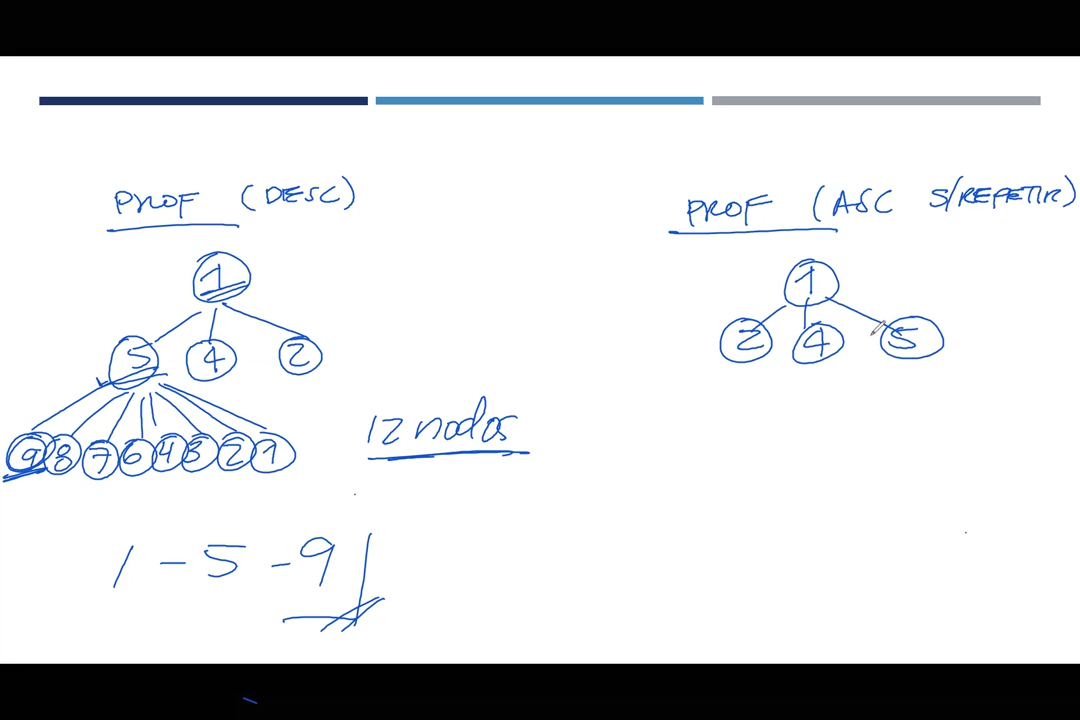 PROF (DESC)
1
5 4 2
9 8 7 6 4 3 2 1
12 nodos
1 - 5 - 9
PROF (ASC S/REPETIR)
1
2 4 5